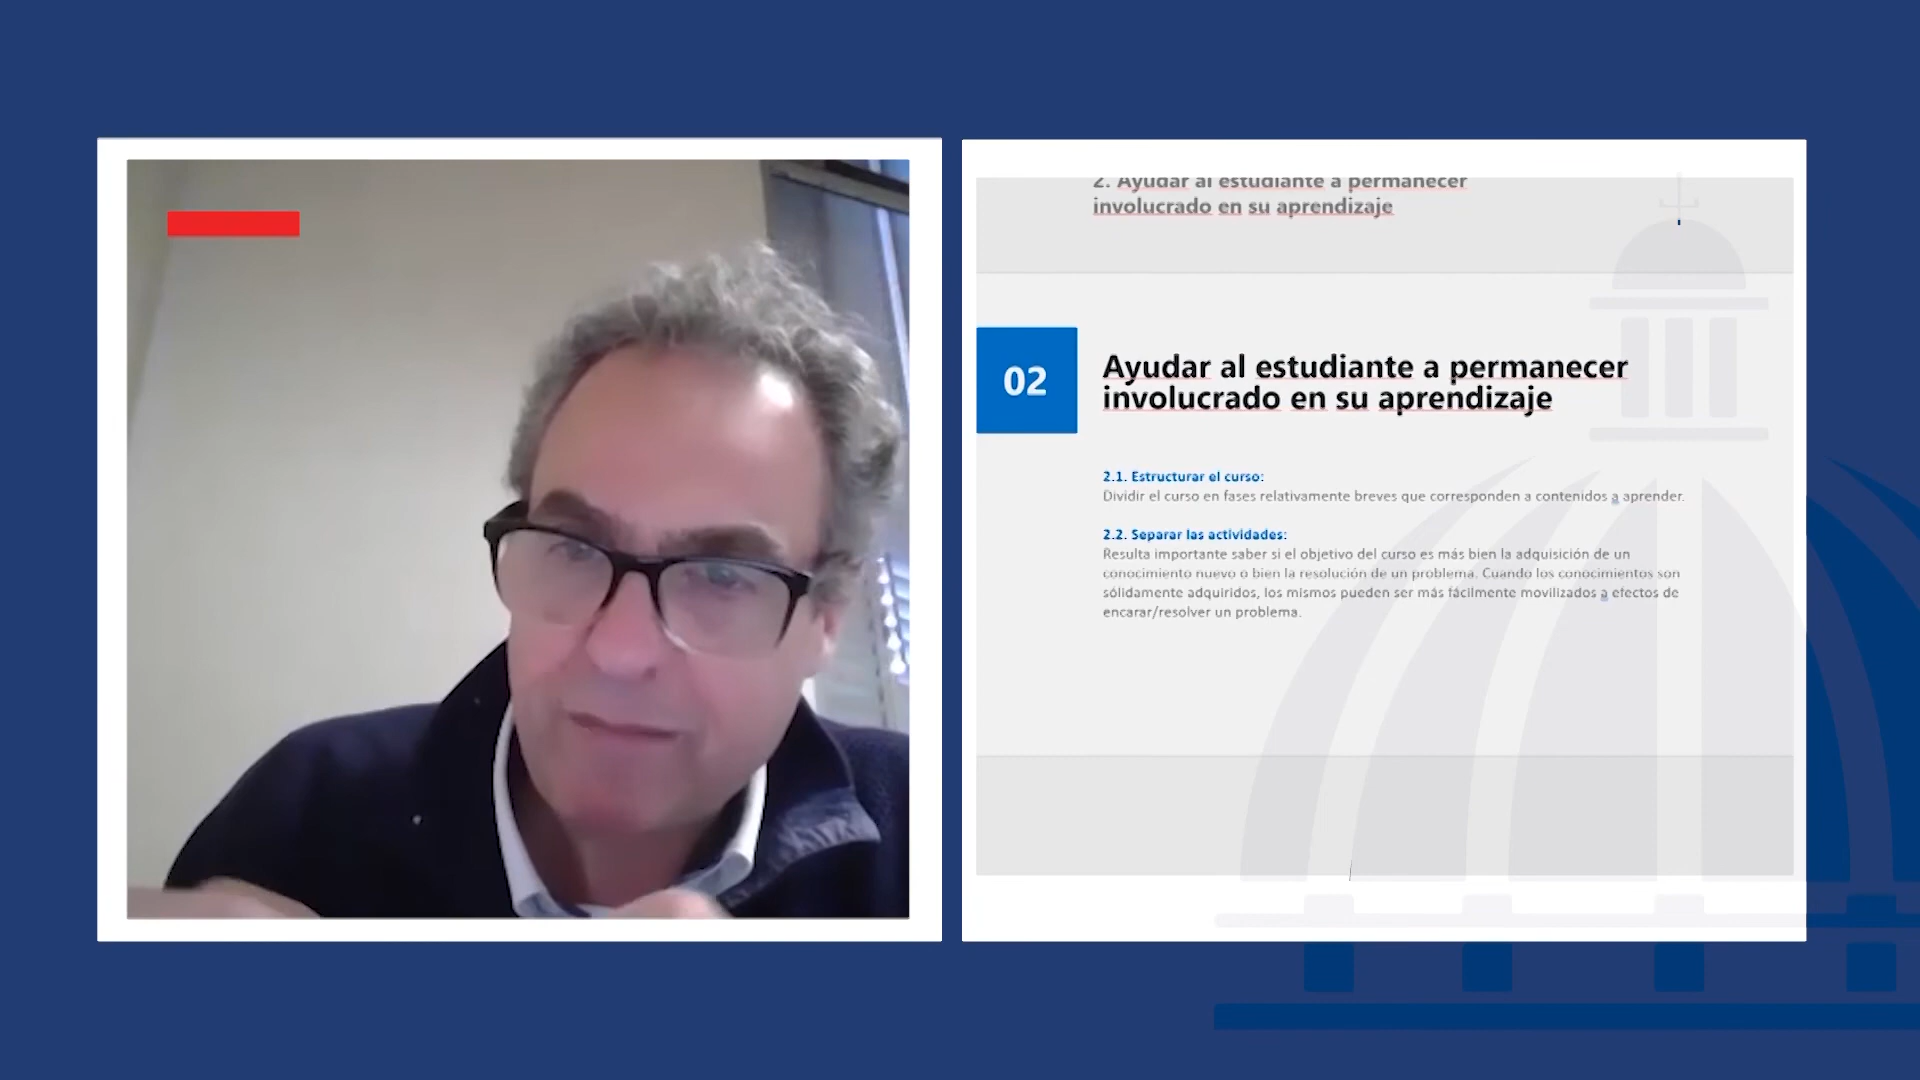 2. Ayudar al estudiante a permanecer
involucrado en su aprendizaje
02
Ayudar al estudiante a permanecer
involucrado en su aprendizaje
2.1. Estructurar el curso:
Dividir el curso en fases relativamente breves que corresponden a contenidos a aprender.
2.2. Separar las actividades:
Resulta importante saber si el objetivo del curso es más bien la adquisición de un
conocimiento nuevo o bien la resolución de un problema. Cuando los conocimientos son
sólidamente adquiridos, los mismos pueden ser más fácilmente movilizados a efectos de
encarar/resolver un problema.